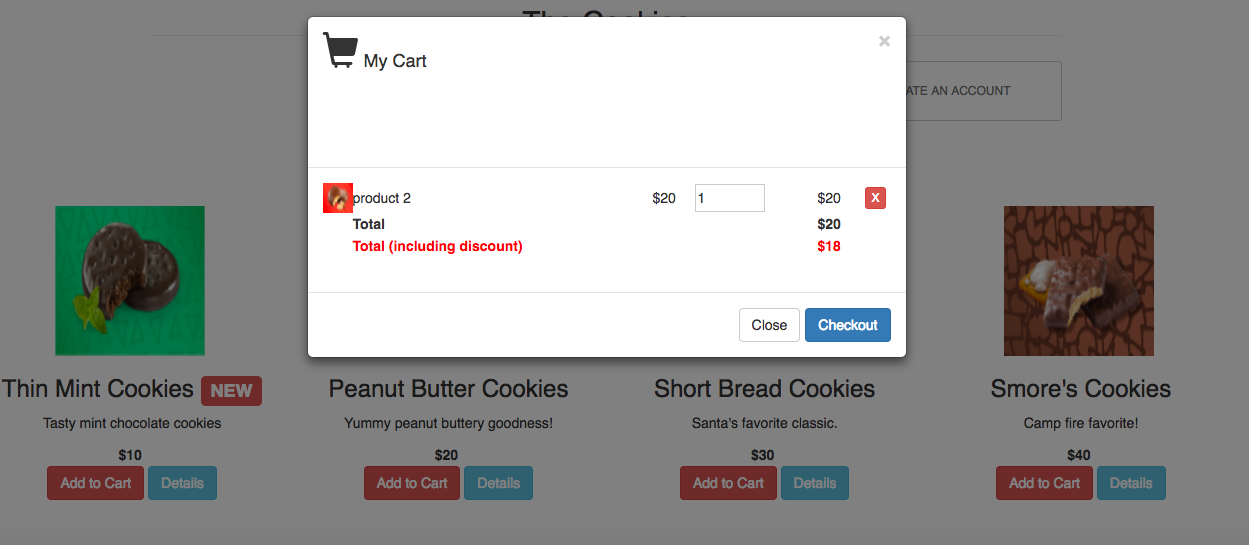 The Cookies
My Cart
×
ATE AN ACCOUNT
product 2 $20 1 $20 X
Total $20
Total (including discount) $18
Close Checkout
Thin Mint Cookies NEW
Tasty mint chocolate cookies
$10
Add to Cart Details
Peanut Butter Cookies
Yummy peanut buttery goodness!
$20
Add to Cart Details
Short Bread Cookies
Santa's favorite classic.
$30
Add to Cart Details
Smore's Cookies
Camp fire favorite!
$40
Add to Cart Details